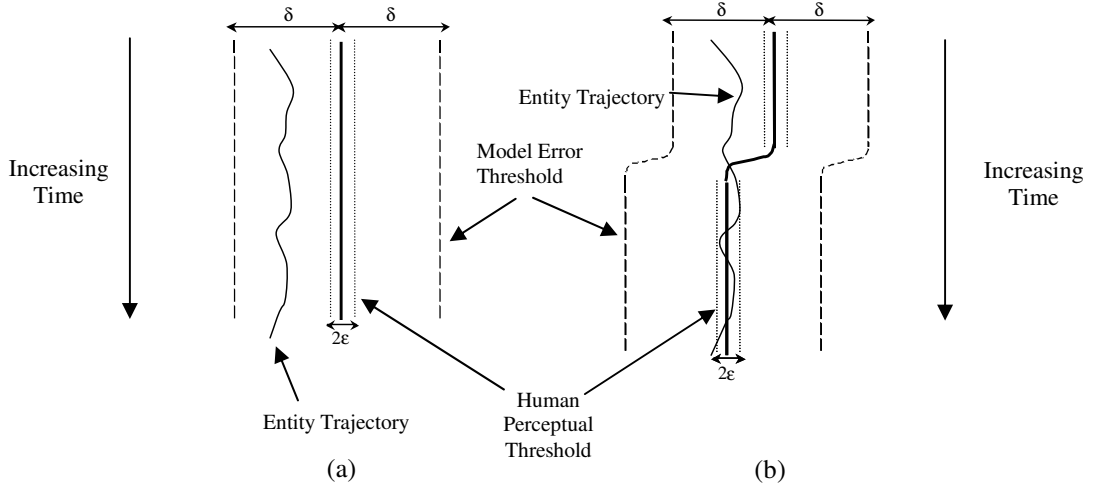 δ
δ
δ
δ
Increasing
Time
Entity Trajectory
Model Error
Threshold
Increasing
Time
2ε
2ε
Entity Trajectory
Human
Perceptual
Threshold
(a)
(b)